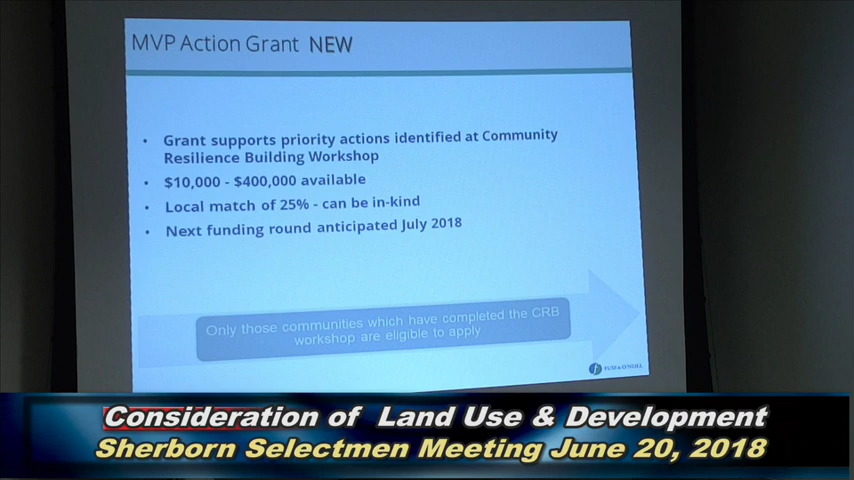 MVP Action Grant NEW
• Grant supports priority actions identified at Community
Resilience Building Workshop
• $10,000 - $400,000 available
• Local match of 25% - can be in-kind
• Next funding round anticipated July 2018
Only those communities which have completed the CRB
workshop are eligible to apply
FUSS & O'NEILL
Consideration of Land Use & Development
Sherborn Selectmen Meeting June 20, 2018